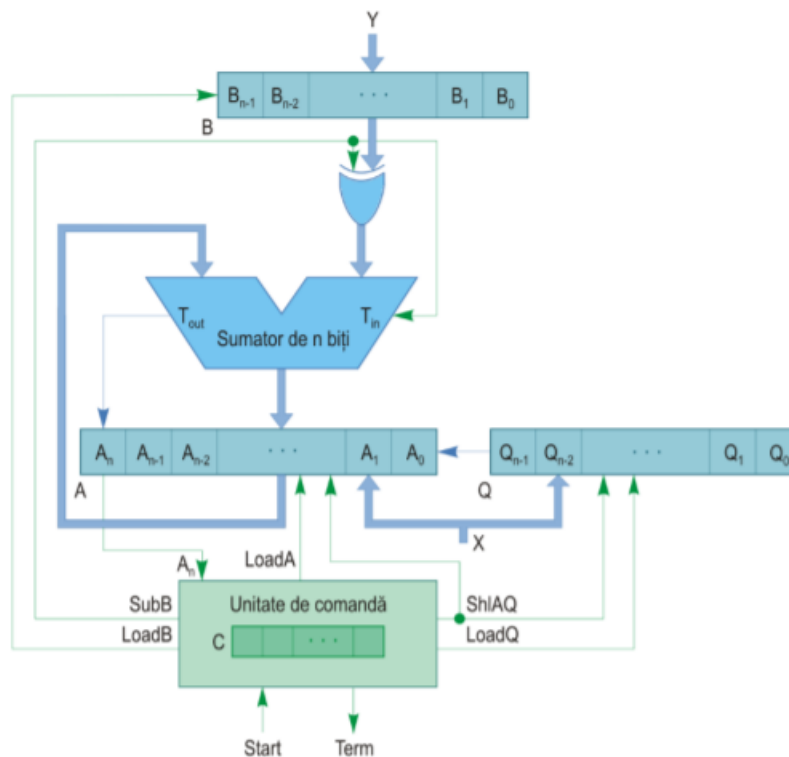 Y
Bn-1 Bn-2 · · · B1 B0
B
Tout Tin
Sumator de n biți
An An-1 An-2 · · · A1 A0
Qn-1 Qn-2 · · · Q1 Q0
A
Q
X
An
LoadA
SubB
Unitate de comandă
ShlAQ
LoadB
C · · ·
LoadQ
Start
Term